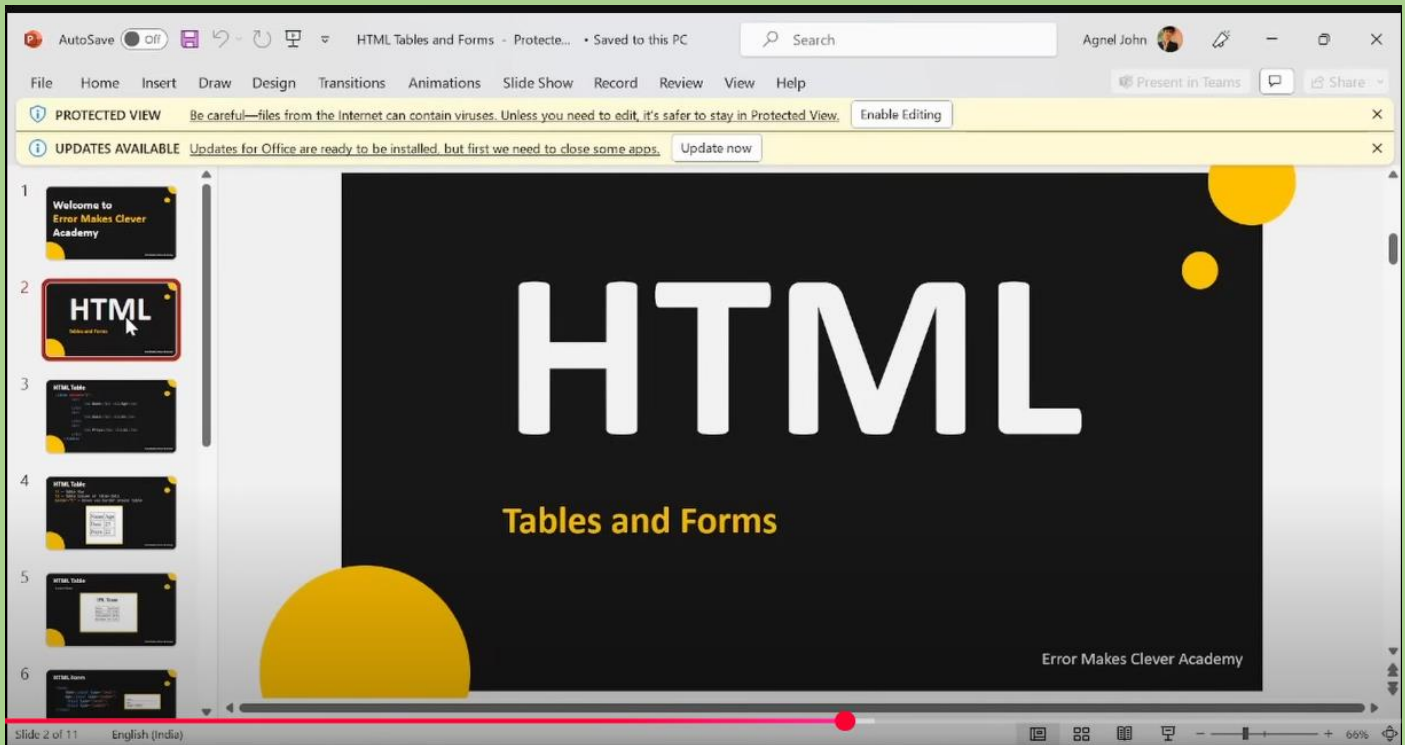 AutoSave Off HTML Tables and Forms - Protecte... • Saved to this PC Search Agnel John
File Home Insert Draw Design Transitions Animations Slide Show Record Review View Help Present in Teams Share
PROTECTED VIEW Be careful—files from the Internet can contain viruses. Unless you need to edit, it's safer to stay in Protected View. Enable Editing
UPDATES AVAILABLE Updates for Office are ready to be installed, but first we need to close some apps. Update now
1
Welcome to
Error Makes Clever
Academy
2
HTML
Tables and Forms
3
HTML Table
4
HTML Table
5
HTML Table
IPL Team
6
HTML Forms
HTML
Tables and Forms
Error Makes Clever Academy
Slide 2 of 11 English (India) 66%